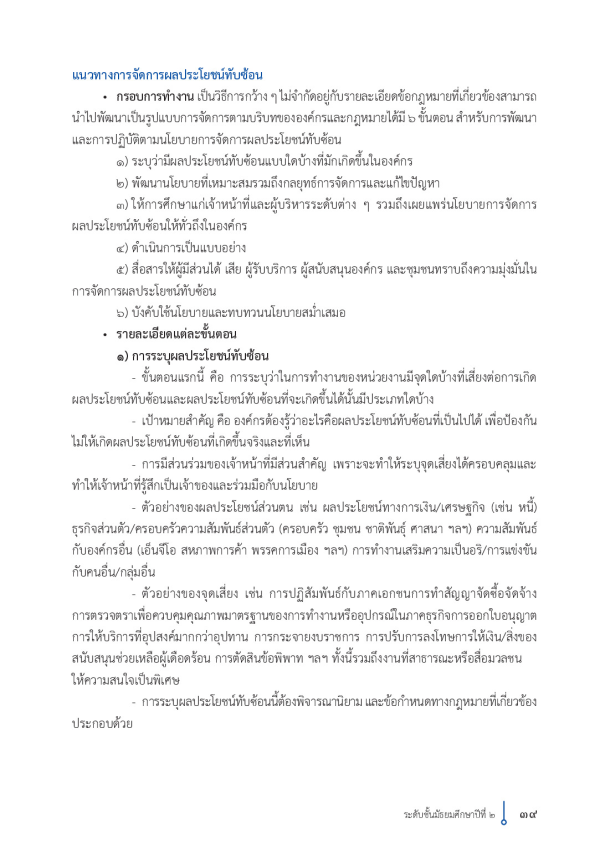 แนวทางการจัดการผลประโยชน์ทับซ้อน
• กรอบการทำงาน เป็นวิธีการกว้าง ๆ ไม่จำกัดอยู่กับรายละเอียดข้อกฎหมายที่เกี่ยวข้องสามารถ
นำไปพัฒนาเป็นรูปแบบการจัดการตามบริบทขององค์กรและกฎหมายได้มี ๖ ขั้นตอน สำหรับการพัฒนา
และการปฏิบัติตามนโยบายการจัดการผลประโยชน์ทับซ้อน
๑) ระบุว่ามีผลประโยชน์ทับซ้อนแบบใดบ้างที่มักเกิดขึ้นในองค์กร
๒) พัฒนานโยบายที่เหมาะสมรวมถึงกลยุทธ์การจัดการและแก้ไขปัญหา
๓) ให้การศึกษาแก่เจ้าหน้าที่และผู้บริหารระดับต่าง ๆ รวมถึงเผยแพร่นโยบายการจัดการ
ผลประโยชน์ทับซ้อนให้ทั่วถึงในองค์กร
๔) ดำเนินการเป็นแบบอย่าง
๕) สื่อสารให้ผู้มีส่วนได้ เสีย ผู้รับบริการ ผู้สนับสนุนองค์กร และชุมชนทราบถึงความมุ่งมั่นใน
การจัดการผลประโยชน์ทับซ้อน
๖) บังคับใช้นโยบายและทบทวนนโยบายสม่ำเสมอ
• รายละเอียดแต่ละขั้นตอน
๑) การระบุผลประโยชน์ทับซ้อน
- ขั้นตอนแรกนี้ คือ การระบุว่าในการทำงานของหน่วยงานมีจุดใดบ้างที่เสี่ยงต่อการเกิด
ผลประโยชน์ทับซ้อนและผลประโยชน์ทับซ้อนที่จะเกิดขึ้นได้นั้นมีประเภทใดบ้าง
- เป้าหมายสำคัญ คือ องค์กรต้องรู้ว่าอะไรคือผลประโยชน์ทับซ้อนที่เป็นไปได้ เพื่อป้องกัน
ไม่ให้เกิดผลประโยชน์ทับซ้อนที่เกิดขึ้นจริงและที่เห็น
- การมีส่วนร่วมของเจ้าหน้าที่มีส่วนสำคัญ เพราะจะทำให้ระบุจุดเสี่ยงได้ครอบคลุมและ
ทำให้เจ้าหน้าที่รู้สึกเป็นเจ้าของและร่วมมือกับนโยบาย
- ตัวอย่างของผลประโยชน์ส่วนตน เช่น ผลประโยชน์ทางการเงิน/เศรษฐกิจ (เช่น หนี้)
ธุรกิจส่วนตัว/ครอบครัวความสัมพันธ์ส่วนตัว (ครอบครัว ชุมชน ชาติพันธุ์ ศาสนา ฯลฯ) ความสัมพันธ์
กับองค์กรอื่น (เอ็นจีโอ สหภาพการค้า พรรคการเมือง ฯลฯ) การทำงานเสริมความเป็นอริ/การแข่งขัน
กับคนอื่น/กลุ่มอื่น
- ตัวอย่างของจุดเสี่ยง เช่น การปฏิสัมพันธ์กับภาคเอกชนการทำสัญญาจัดซื้อจัดจ้าง
การตรวจตราเพื่อควบคุมคุณภาพมาตรฐานของการทำงานหรืออุปกรณ์ในภาคธุรกิจการออกใบอนุญาต
การให้บริการที่อุปสงค์มากกว่าอุปทาน การกระจายงบราชการ การปรับการลงโทษการให้เงิน/สิ่งของ
สนับสนุนช่วยเหลือผู้เดือดร้อน การตัดสินข้อพิพาท ฯลฯ ทั้งนี้รวมถึงงานที่สาธารณะหรือสื่อมวลชน
ให้ความสนใจเป็นพิเศษ
- การระบุผลประโยชน์ทับซ้อนนี้ต้องพิจารณานิยาม และข้อกำหนดทางกฎหมายที่เกี่ยวข้อง
ประกอบด้วย
ระดับชั้นมัธยมศึกษาปีที่ ๒ ๓๙